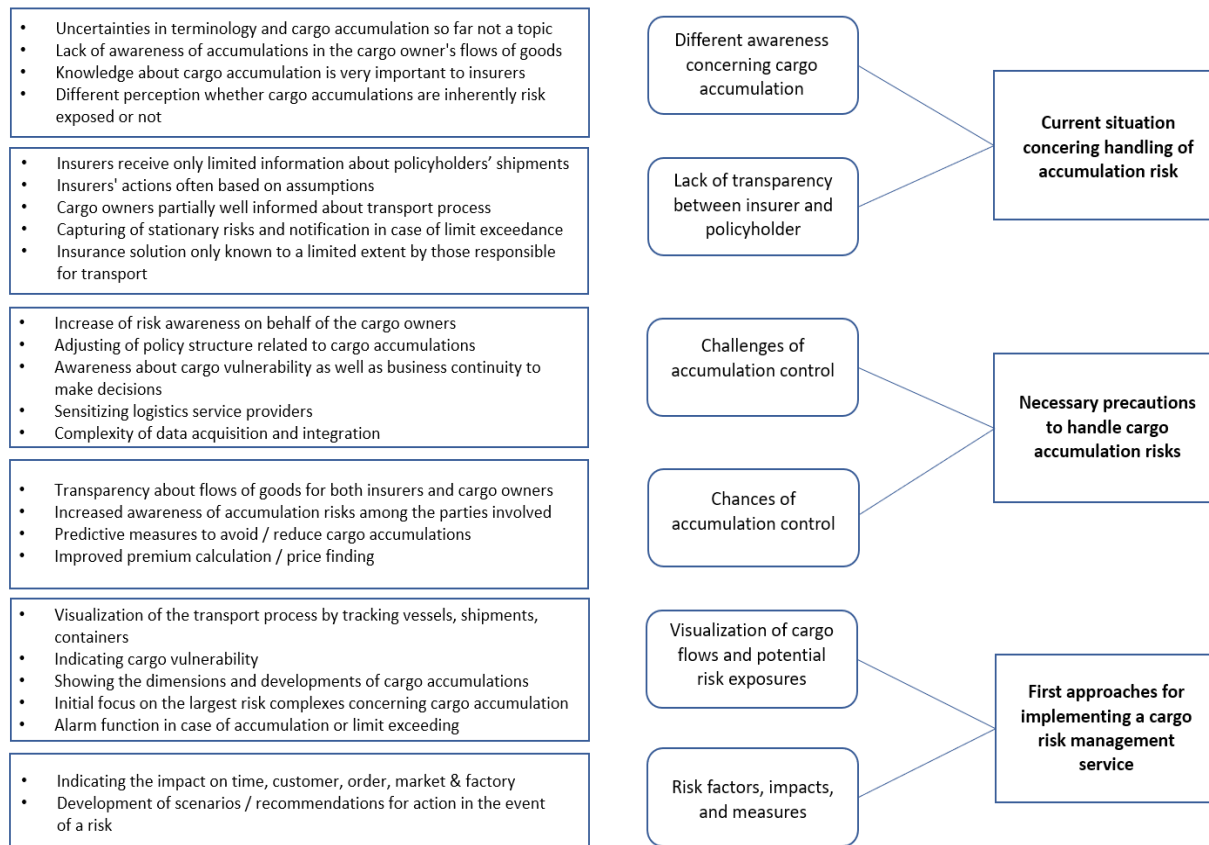 • Uncertainties in terminology and cargo accumulation so far not a topic
• Lack of awareness of accumulations in the cargo owner's flows of goods
• Knowledge about cargo accumulation is very important to insurers
• Different perception whether cargo accumulations are inherently risk
exposed or not
Different awareness
concerning cargo
accumulation
Current situation
concering handling of
accumulation risk
• Insurers receive only limited information about policyholders’ shipments
• Insurers' actions often based on assumptions
• Cargo owners partially well informed about transport process
• Capturing of stationary risks and notification in case of limit exceedance
• Insurance solution only known to a limited extent by those responsible
for transport
Lack of transparency
between insurer and
policyholder
• Increase of risk awareness on behalf of the cargo owners
• Adjusting of policy structure related to cargo accumulations
• Awareness about cargo vulnerability as well as business continuity to
make decisions
• Sensitizing logistics service providers
• Complexity of data acquisition and integration
Challenges of
accumulation control
Necessary precautions
to handle cargo
accumulation risks
• Transparency about flows of goods for both insurers and cargo owners
• Increased awareness of accumulation risks among the parties involved
• Predictive measures to avoid / reduce cargo accumulations
• Improved premium calculation / price finding
Chances of
accumulation control
• Visualization of the transport process by tracking vessels, shipments,
containers
• Indicating cargo vulnerability
• Showing the dimensions and developments of cargo accumulations
• Initial focus on the largest risk complexes concerning cargo accumulation
• Alarm function in case of accumulation or limit exceeding
Visualization of cargo
flows and potential
risk exposures
First approaches for
implementing a cargo
risk management
service
• Indicating the impact on time, customer, order, market & factory
• Development of scenarios / recommendations for action in the event
of a risk
Risk factors, impacts,
and measures